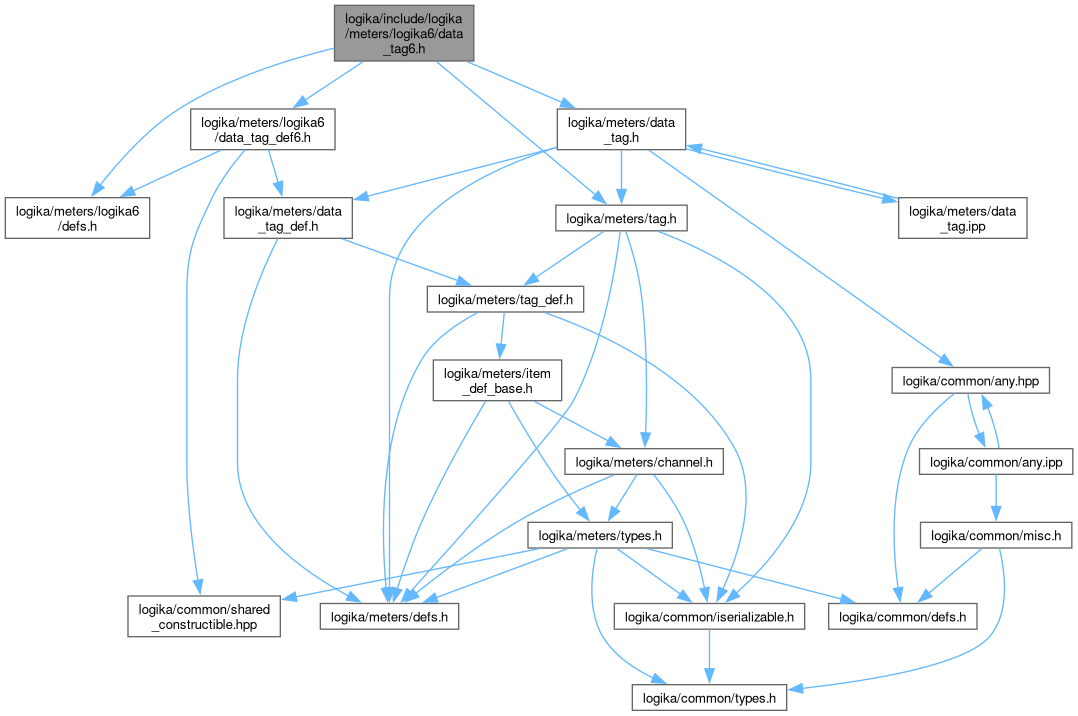 logika/include/logika
/meters/logika6/data
_tag6.h
logika/meters/logika6
/data_tag_def6.h
logika/meters/data
_tag.h
logika/meters/logika6
/defs.h
logika/meters/data
_tag_def.h
logika/meters/tag.h
logika/meters/data
_tag.ipp
logika/meters/tag_def.h
logika/meters/item
_def_base.h
logika/common/any.hpp
logika/meters/channel.h
logika/common/any.ipp
logika/meters/types.h
logika/common/misc.h
logika/common/shared
_constructible.hpp
logika/meters/defs.h
logika/common/iserializable.h
logika/common/defs.h
logika/common/types.h